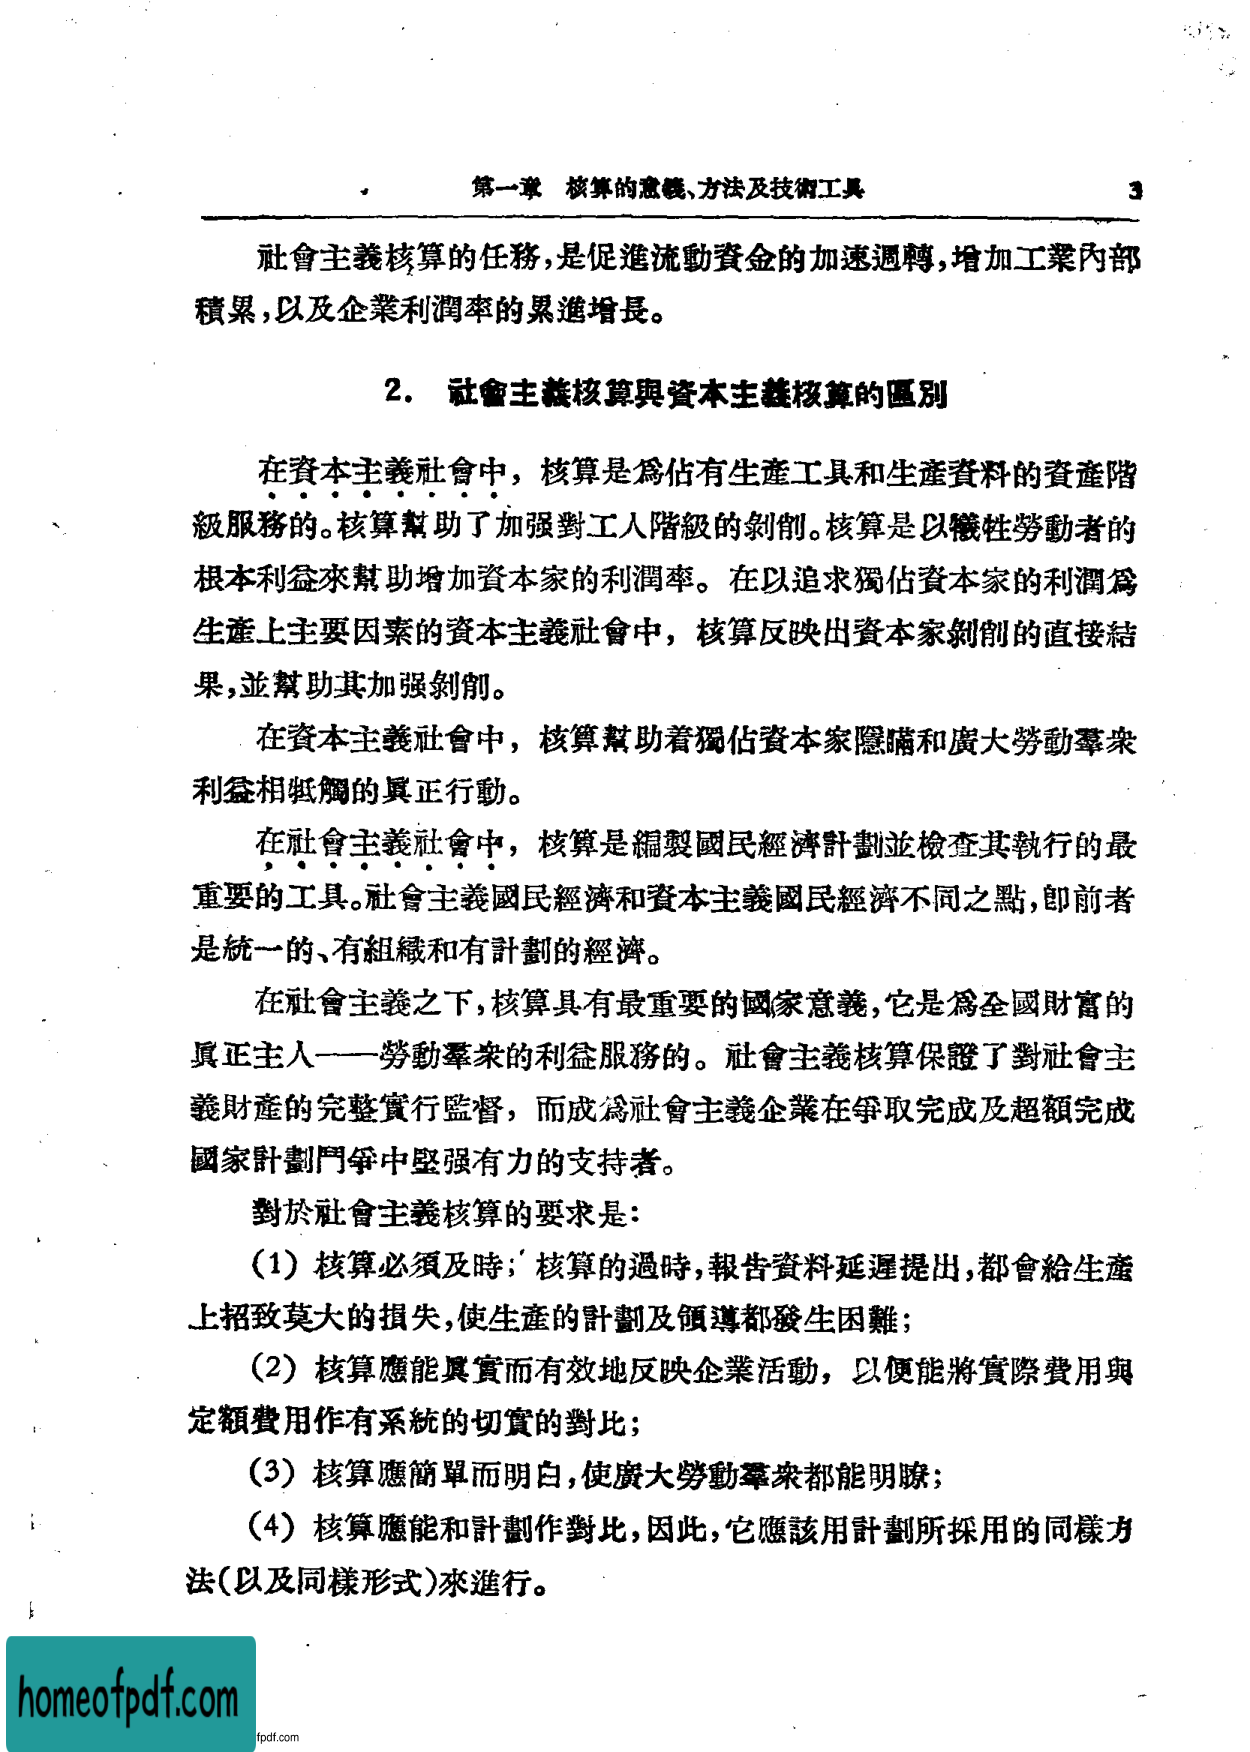 第一章　核算的意義、方法及技術工具　3
社會主義核算的任務，是促進流動資金的加速週轉，增加工業內部
積累，以及企業利潤率的累進增長。
2.　社會主義核算與資本主義核算的區別
在資本主義社會中，核算是爲佔有生產工具和生產資料的資產階
級服務的。核算幫助了加强對工人階級的剝削。核算是以犧牲勞動者的
根本利益來幫助增加資本家的利潤率。在以追求獨佔資本家的利潤爲
生產上主要因素的資本主義社會中，核算反映出資本家剝削的直接結
果，並幫助其加强剝削。
在資本主義社會中，核算幫助着獨佔資本家隱瞞和廣大勞動羣衆
利益相牴觸的眞正行動。
在社會主義社會中，核算是編製國民經濟計劃並檢查其執行的最
重要的工具。社會主義國民經濟和資本主義國民經濟不同之點，卽前者
是統一的、有組織和有計劃的經濟。
在社會主義之下，核算具有最重要的國家意義，它是爲全國財富的
眞正主人——勞動羣衆的利益服務的。社會主義核算保證了對社會主
義財產的完整實行監督，而成爲社會主義企業在爭取完成及超額完成
國家計劃鬥爭中堅强有力的支持者。
對於社會主義核算的要求是：
(1) 核算必須及時；核算的過時，報告資料延遲提出，都會給生產
上招致莫大的損失，使生產的計劃及領導都發生困難；
(2) 核算應能眞實而有效地反映企業活動，以便能將實際費用與
定額費用作有系統的切實的對比；
(3) 核算應簡單而明白，使廣大勞動羣衆都能明瞭；
(4) 核算應能和計劃作對比，因此，它應該用計劃所採用的同樣方
法(以及同樣形式)來進行。
homeofpdf.com
fpdf.com